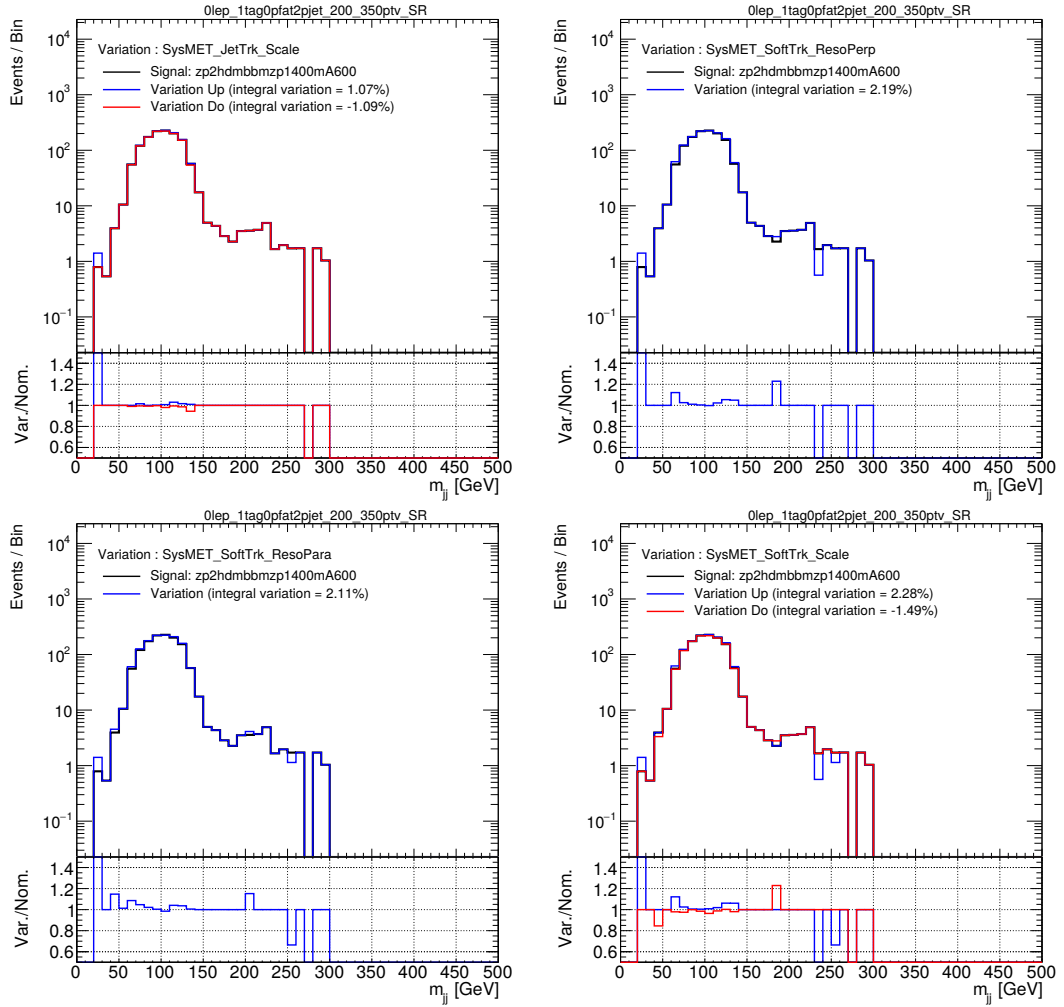 0lep_1tag0pfat2pjet_200_350ptv_SR
Events / Bin
10⁴
10³
10²
10
1
10⁻¹
Variation : SysMET_JetTrk_Scale
Signal: zp2hdmbbmzp1400mA600
Variation Up (integral variation = 1.07%)
Variation Do (integral variation = -1.09%)
Var./Nom.
1.4
1.2
1
0.8
0.6
0 50 100 150 200 250 300 350 400 450 500
m_jj [GeV]
0lep_1tag0pfat2pjet_200_350ptv_SR
Events / Bin
10⁴
10³
10²
10
1
10⁻¹
Variation : SysMET_SoftTrk_ResoPerp
Signal: zp2hdmbbmzp1400mA600
Variation (integral variation = 2.19%)
Var./Nom.
1.4
1.2
1
0.8
0.6
0 50 100 150 200 250 300 350 400 450 500
m_jj [GeV]
0lep_1tag0pfat2pjet_200_350ptv_SR
Events / Bin
10⁴
10³
10²
10
1
10⁻¹
Variation : SysMET_SoftTrk_ResoPara
Signal: zp2hdmbbmzp1400mA600
Variation (integral variation = 2.11%)
Var./Nom.
1.4
1.2
1
0.8
0.6
0 50 100 150 200 250 300 350 400 450 500
m_jj [GeV]
0lep_1tag0pfat2pjet_200_350ptv_SR
Events / Bin
10⁴
10³
10²
10
1
10⁻¹
Variation : SysMET_SoftTrk_Scale
Signal: zp2hdmbbmzp1400mA600
Variation Up (integral variation = 2.28%)
Variation Do (integral variation = -1.49%)
Var./Nom.
1.4
1.2
1
0.8
0.6
0 50 100 150 200 250 300 350 400 450 500
m_jj [GeV]